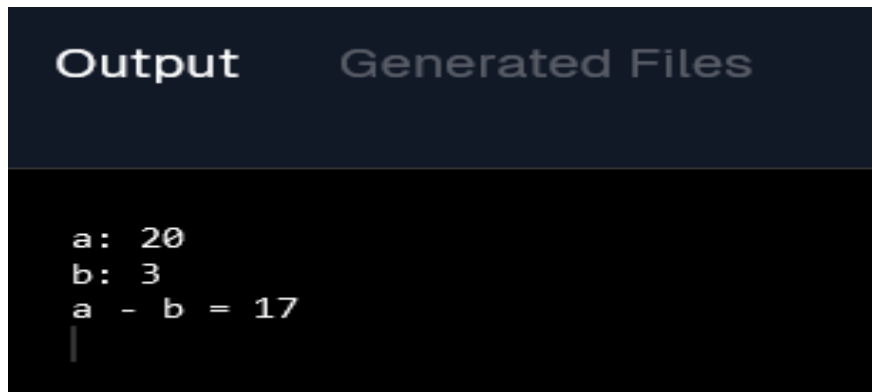 Output Generated Files
a: 20
b: 3
a - b = 17